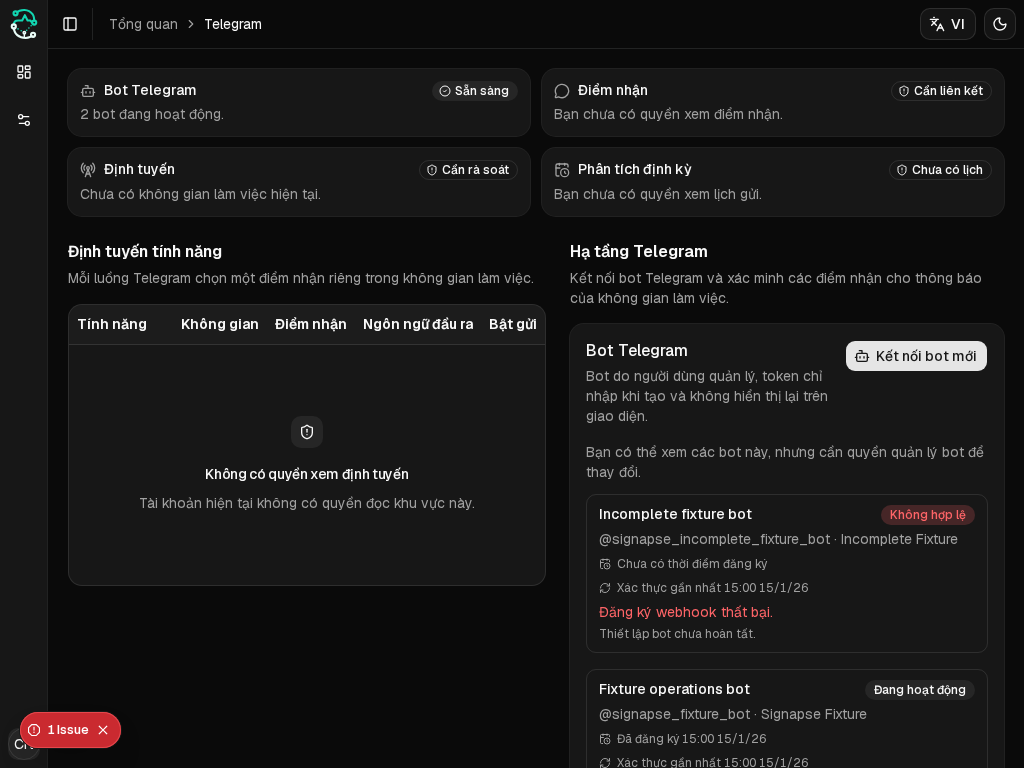 Tổng quan > Telegram
VI
Bot Telegram
Sẵn sàng
2 bot đang hoạt động.
Điểm nhận
Cần liên kết
Bạn chưa có quyền xem điểm nhận.
Định tuyến
Cần rà soát
Chưa có không gian làm việc hiện tại.
Phân tích định kỳ
Chưa có lịch
Bạn chưa có quyền xem lịch gửi.
Định tuyến tính năng
Mỗi luồng Telegram chọn một điểm nhận riêng trong không gian làm việc.
Tính năng Không gian Điểm nhận Ngôn ngữ đầu ra Bật gửi
Không có quyền xem định tuyến
Tài khoản hiện tại không có quyền đọc khu vực này.
Hạ tầng Telegram
Kết nối bot Telegram và xác minh các điểm nhận cho thông báo
của không gian làm việc.
Bot Telegram
Kết nối bot mới
Bot do người dùng quản lý, token chỉ
nhập khi tạo và không hiển thị lại trên
giao diện.
Bạn có thể xem các bot này, nhưng cần quyền quản lý bot để
thay đổi.
Incomplete fixture bot
Không hợp lệ
@signapse_incomplete_fixture_bot · Incomplete Fixture
Chưa có thời điểm đăng ký
Xác thực gần nhất 15:00 15/1/26
Đăng ký webhook thất bại.
Thiết lập bot chưa hoàn tất.
Fixture operations bot
Đang hoạt động
@signapse_fixture_bot · Signapse Fixture
Đã đăng ký 15:00 15/1/26
Xác thực gần nhất 15:00 15/1/26
1 Issue